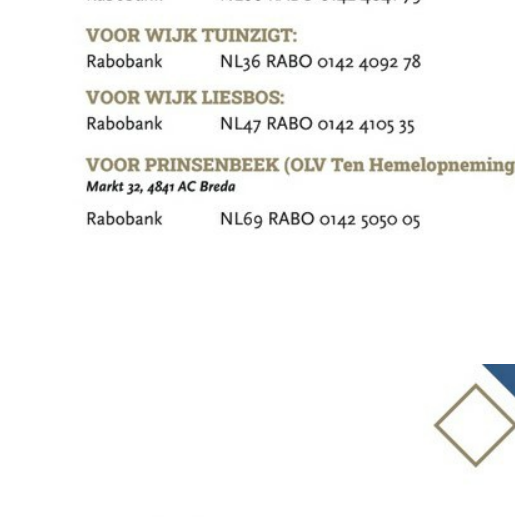 VOOR WIJK TUINZIGT:
Rabobank NL36 RABO 0142 4092 78
VOOR WIJK LIESBOS:
Rabobank NL47 RABO 0142 4105 35
VOOR PRINSENBEEK (OLV Ten Hemelopneming
Markt 32, 4841 AC Breda
Rabobank NL69 RABO 0142 5050 05